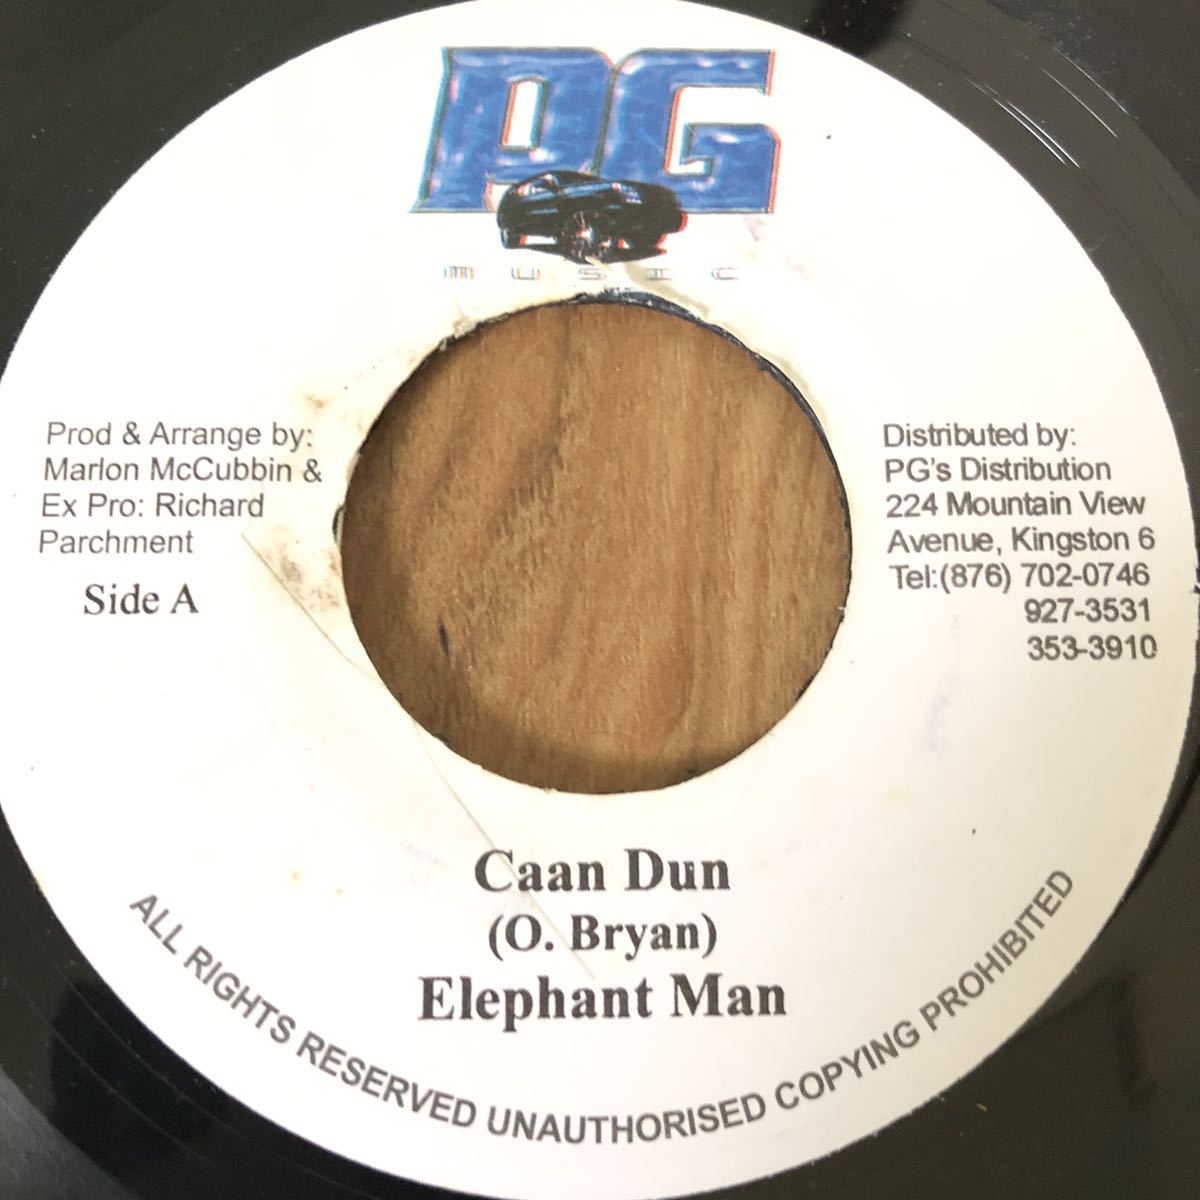 PG
MUSIC
Prod & Arrange by:
Marlon McCubbin &
Ex Pro: Richard
Parchment
Side A
Distributed by:
PG's Distribution
224 Mountain View
Avenue, Kingston 6
Tel:(876) 702-0746
927-3531
353-3910
Caan Dun
(O. Bryan)
Elephant Man
ALL RIGHTS RESERVED UNAUTHORISED COPYING PROHIBITED